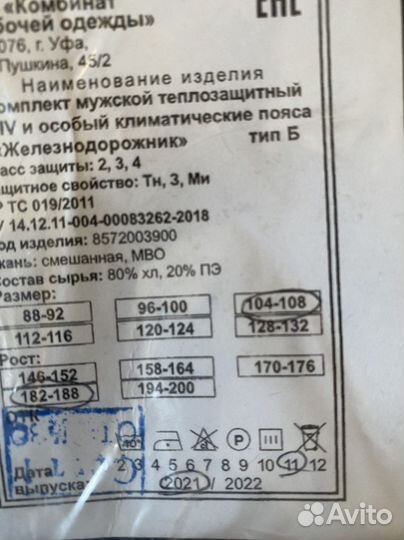 «Комбинат
бочей одежды»
076, г. Уфа,
Пушкина, 45/2
ЕАС
Наименование изделия
омплект мужской теплозащитный
IV и особый климатические пояса
«Железнодорожник» тип Б
асс защиты: 2, 3, 4
ащитное свойство: Тн, З, Ми
Р ТС 019/2011
У 14.12.11-004-00083262-2018
од изделия: 8572003900
кань: смешанная, МВО
Состав сырья: 80% хл, 20% ПЭ
Размер:
88-92 96-100 104-108
112-116 120-124 128-132
Рост:
146-152 158-164 170-176
182-188 194-200
ОТК
40° P
Дата 2 3 4 5 6 7 8 9 10 11 12
выпуска: 2021 / 2022
Avito